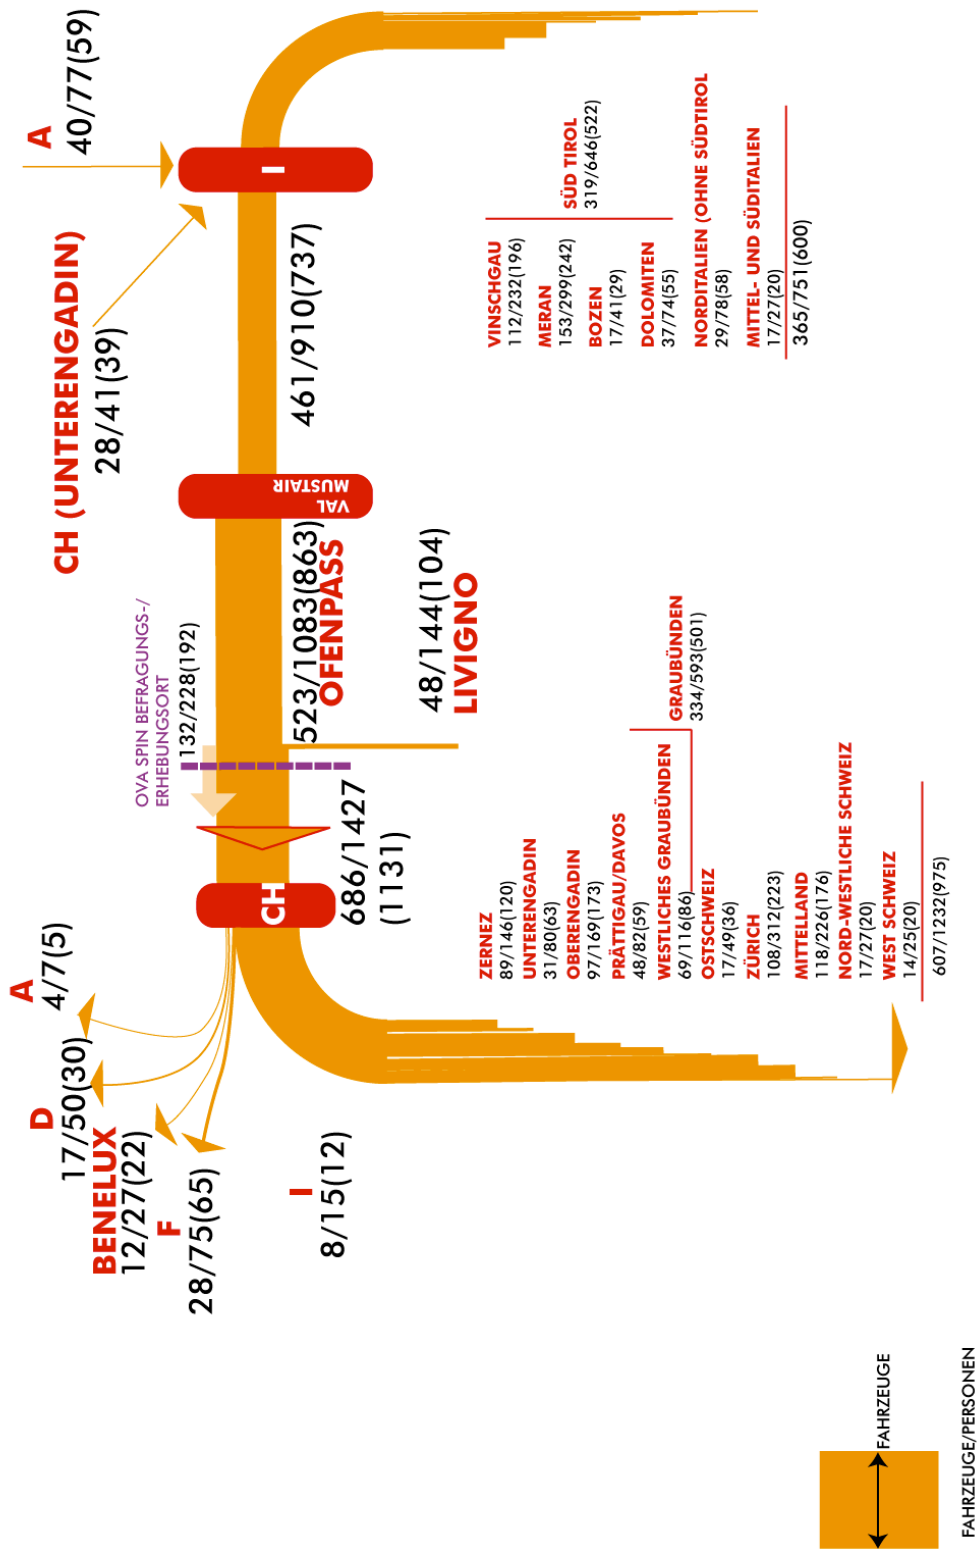 A
40/77(59)
CH (UNTERENGADIN)
28/41(39)
I
461/910(737)
VAL
MUSTAIR
523/1083(863)
OFENPASS
48/144(104)
LIVIGNO
OVA SPIN BEFRAGUNGS-/
ERHEBUNGSORT
132/228(192)
686/1427
(1131)
CH
A
4/7(5)
D
17/50(30)
BENELUX
12/27(22)
F
28/75(65)
I
8/15(12)
VINSCHGAU
112/232(196)
MERAN
153/299(242)
BOZEN
17/41(29)
DOLOMITEN
37/74(55)
SÜD TIROL
319/646(522)
NORDITALIEN (OHNE SÜDTIROL
29/78(58)
MITTEL- UND SÜDITALIEN
17/27(20)
365/751(600)
ZERNEZ
89/146(120)
UNTERENGADIN
31/80(63)
OBERENGADIN
97/169(173)
PRÄTTIGAU/DAVOS
48/82(59)
WESTLICHES GRAUBÜNDEN
69/116(86)
GRAUBÜNDEN
334/593(501)
OSTSCHWEIZ
17/49(36)
ZÜRICH
108/312(223)
MITTELLAND
118/226(176)
NORD-WESTLICHE SCHWEIZ
17/27(20)
WEST SCHWEIZ
14/25(20)
607/1232(975)
FAHRZEUGE
FAHRZEUGE/PERSONEN